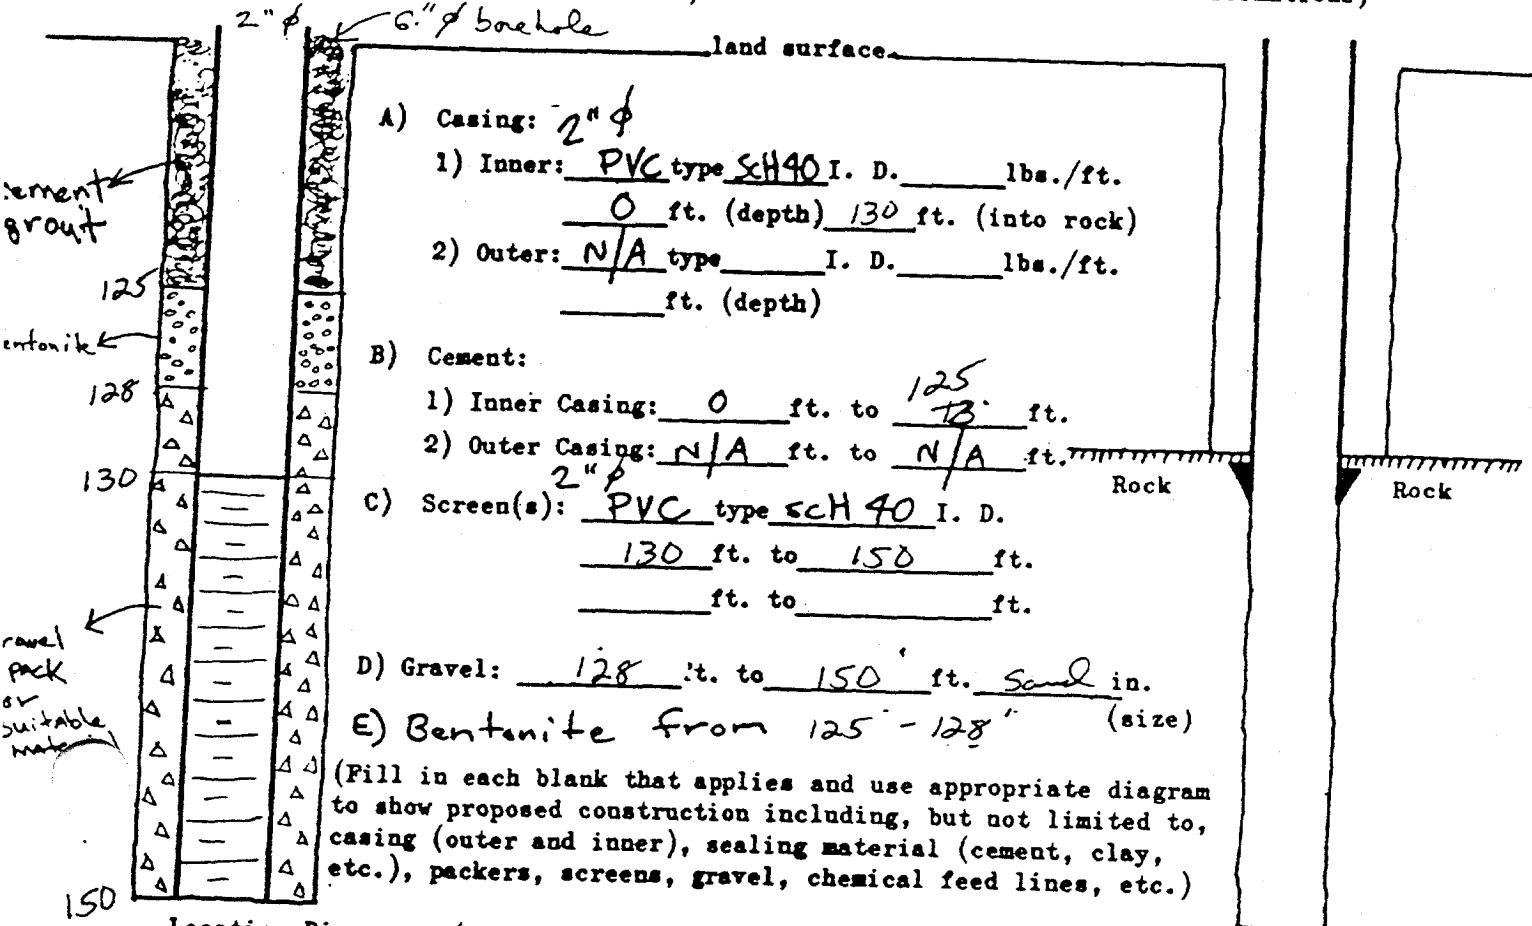 2" ϕ
6." ϕ borehole
land surface
A) Casing: 2" ϕ
1) Inner: PVC type SCH 40 I. D. lbs./ft.
0 ft. (depth) 130 ft. (into rock)
2) Outer: N/A type I. D. lbs./ft.
ft. (depth)
ement
grout
125
entonite
128
130
B) Cement:
125
1) Inner Casing: 0 ft. to ft.
2) Outer Casing: N/A ft. to N/A ft.
Rock
Rock
2" ϕ
C) Screen(s): PVC type SCH 40 I. D.
130 ft. to 150 ft.
ft. to ft.
ravel
pack
or
suitable
D) Gravel: 128 't. to 150' ft. Sand in.
(size)
E) Bentonite from 125' - 128'
(Fill in each blank that applies and use appropriate diagram
to show proposed construction including, but not limited to,
casing (outer and inner), sealing material (cement, clay,
etc.), packers, screens, gravel, chemical feed lines, etc.)
150